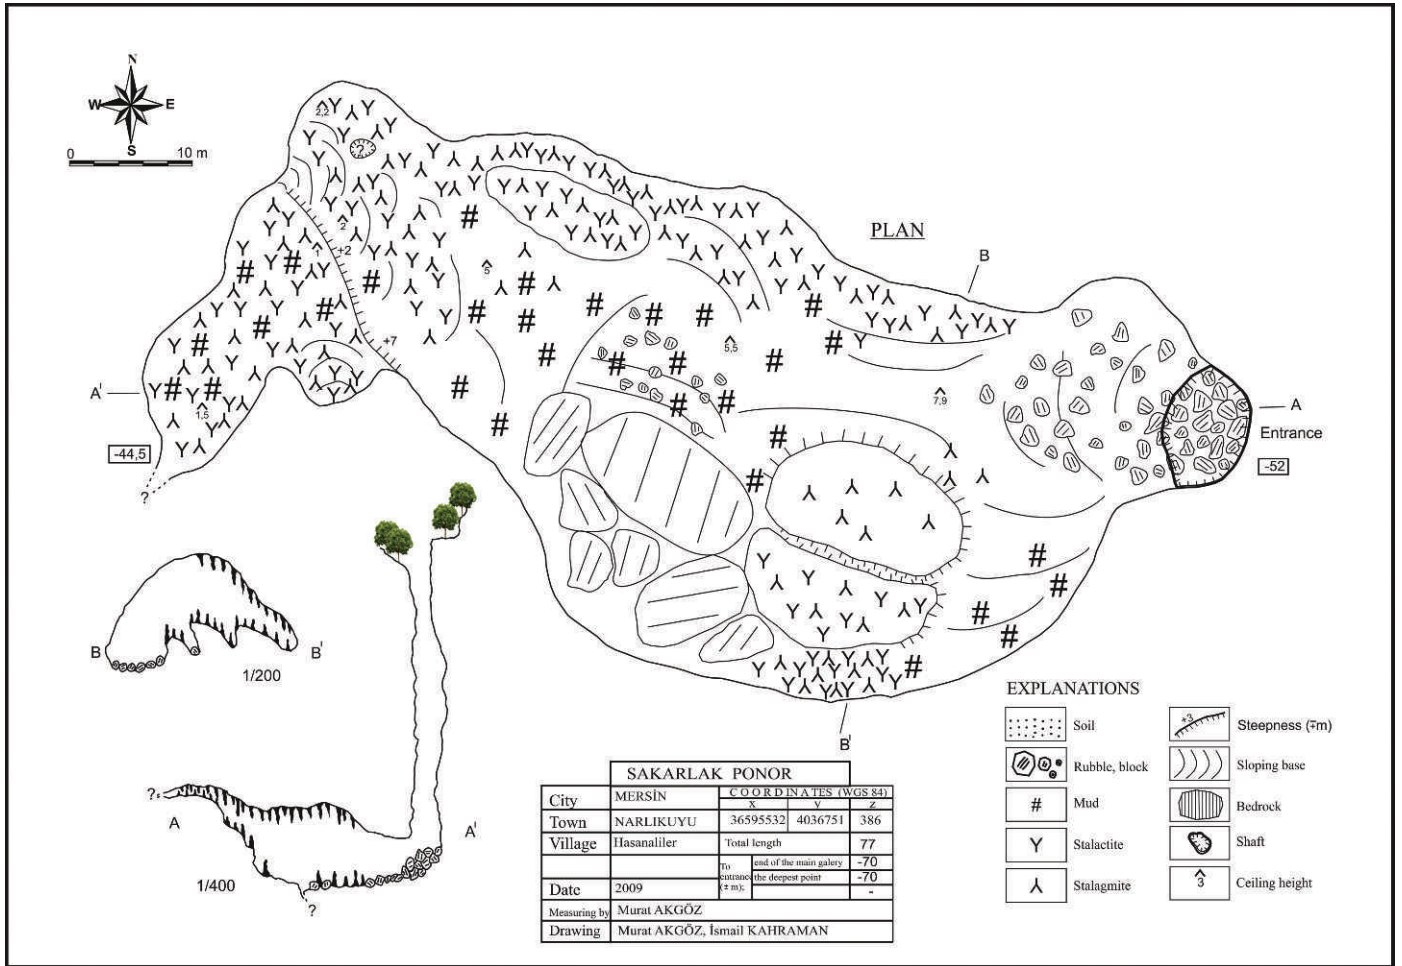 N
W E
S
0 10 m
2,2
?
2
+2
5
+7
1,5
5,5
7,9
PLAN
B
A'
A
Entrance
-44,5
-52
?
B B'
1/200
B'
?
A A'
1/400
?
EXPLANATIONS
Soil
+3 Steepness (∓m)
Rubble, block
Sloping base
# Mud
Bedrock
Stalactite
Shaft
Stalagmite
3 Ceiling height
SAKARLAK PONOR
City MERSİN COORDINATES (WGS 84)
X Y Z
Town NARLIKUYU 36595532 4036751 386
Village Hasanaliler Total length 77
To entrance (± m); end of the main galery -70
the deepest point -70
Date 2009 -
Measuring by Murat AKGÖZ
Drawing Murat AKGÖZ, İsmail KAHRAMAN